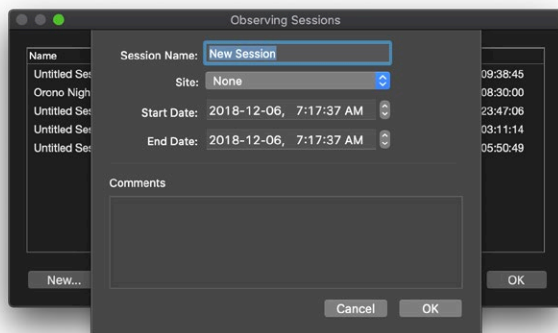 Observing Sessions
Name
Untitled Ses
Orono Nigh
Untitled Ses
Untitled Ses
Untitled Ses
09:38:45
08:30:00
23:47:06
03:11:14
05:50:49
New...
OK
Session Name: New Session
Site: None
Start Date: 2018-12-06, 7:17:37 AM
End Date: 2018-12-06, 7:17:37 AM
Comments
Cancel OK